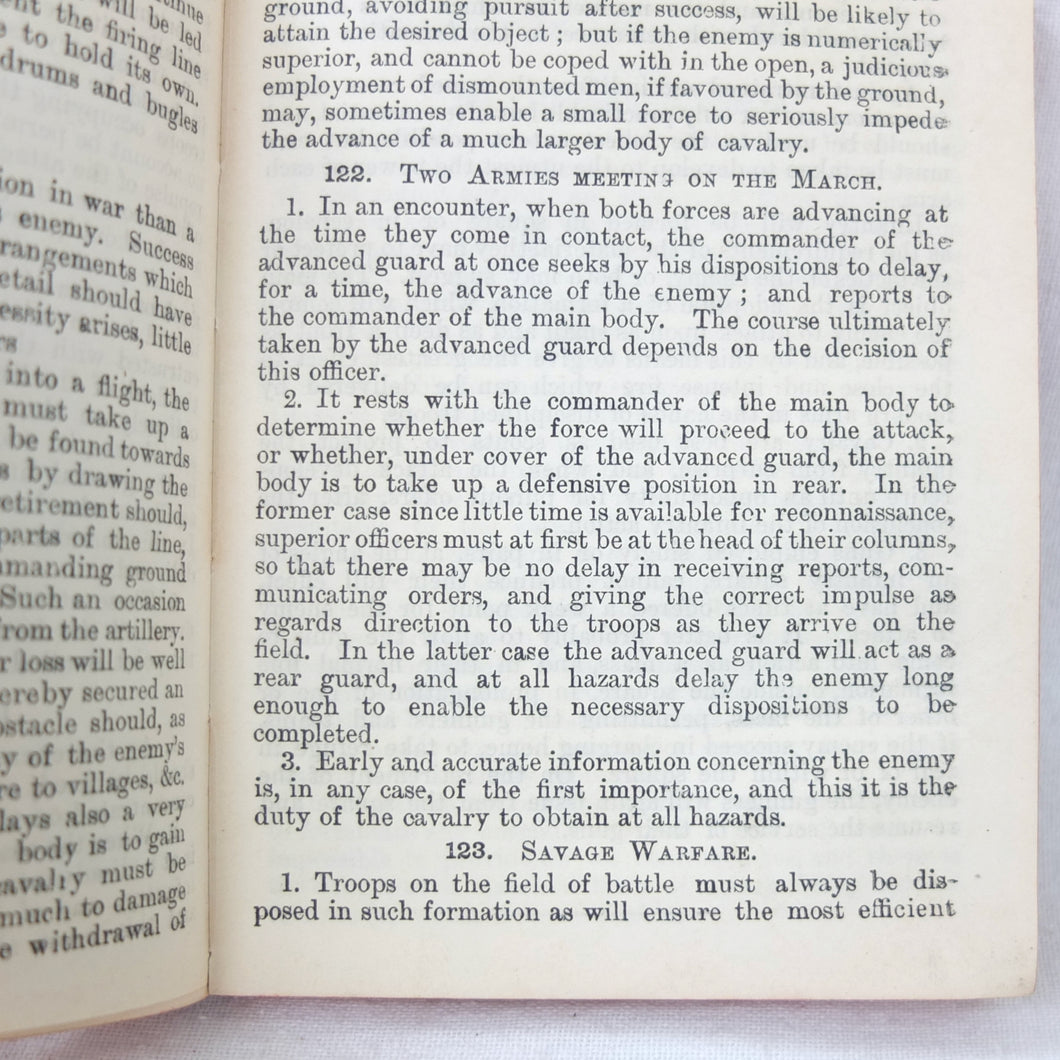 tinue
will be led
ent the firing line
e to hold its own.
drums and bugles
ion in war than a
enemy. Success
rangements which
etail should have
essity arises, little
rs
into a flight, the
must take up a
be found towards
s by drawing the
etirement should,
parts of the line,
manding ground
Such an occasion
from the artillery.
r loss will be well
ereby secured an
bstacle should, as
y of the enemy's
re to villages, &c.
lays also a very
body is to gain
avalry must be
much to damage
e withdrawal of
ground, avoiding pursuit after success, will be likely to
attain the desired object; but if the enemy is numerically
superior, and cannot be coped with in the open, a judicious
employment of dismounted men, if favoured by the ground,
may, sometimes enable a small force to seriously impede
the advance of a much larger body of cavalry.
122. Two Armies meeting on the March.
1. In an encounter, when both forces are advancing at
the time they come in contact, the commander of the
advanced guard at once seeks by his dispositions to delay,
for a time, the advance of the enemy; and reports to
the commander of the main body. The course ultimately
taken by the advanced guard depends on the decision of
this officer.
2. It rests with the commander of the main body to
determine whether the force will proceed to the attack,
or whether, under cover of the advanced guard, the main
body is to take up a defensive position in rear. In the
former case since little time is available for reconnaissance,
superior officers must at first be at the head of their columns,
so that there may be no delay in receiving reports, com-
municating orders, and giving the correct impulse as
regards direction to the troops as they arrive on the
field. In the latter case the advanced guard will act as a
rear guard, and at all hazards delay the enemy long
enough to enable the necessary dispositions to be
completed.
3. Early and accurate information concerning the enemy
is, in any case, of the first importance, and this it is the
duty of the cavalry to obtain at all hazards.
123. Savage Warfare.
1. Troops on the field of battle must always be dis-
posed in such formation as will ensure the most efficient